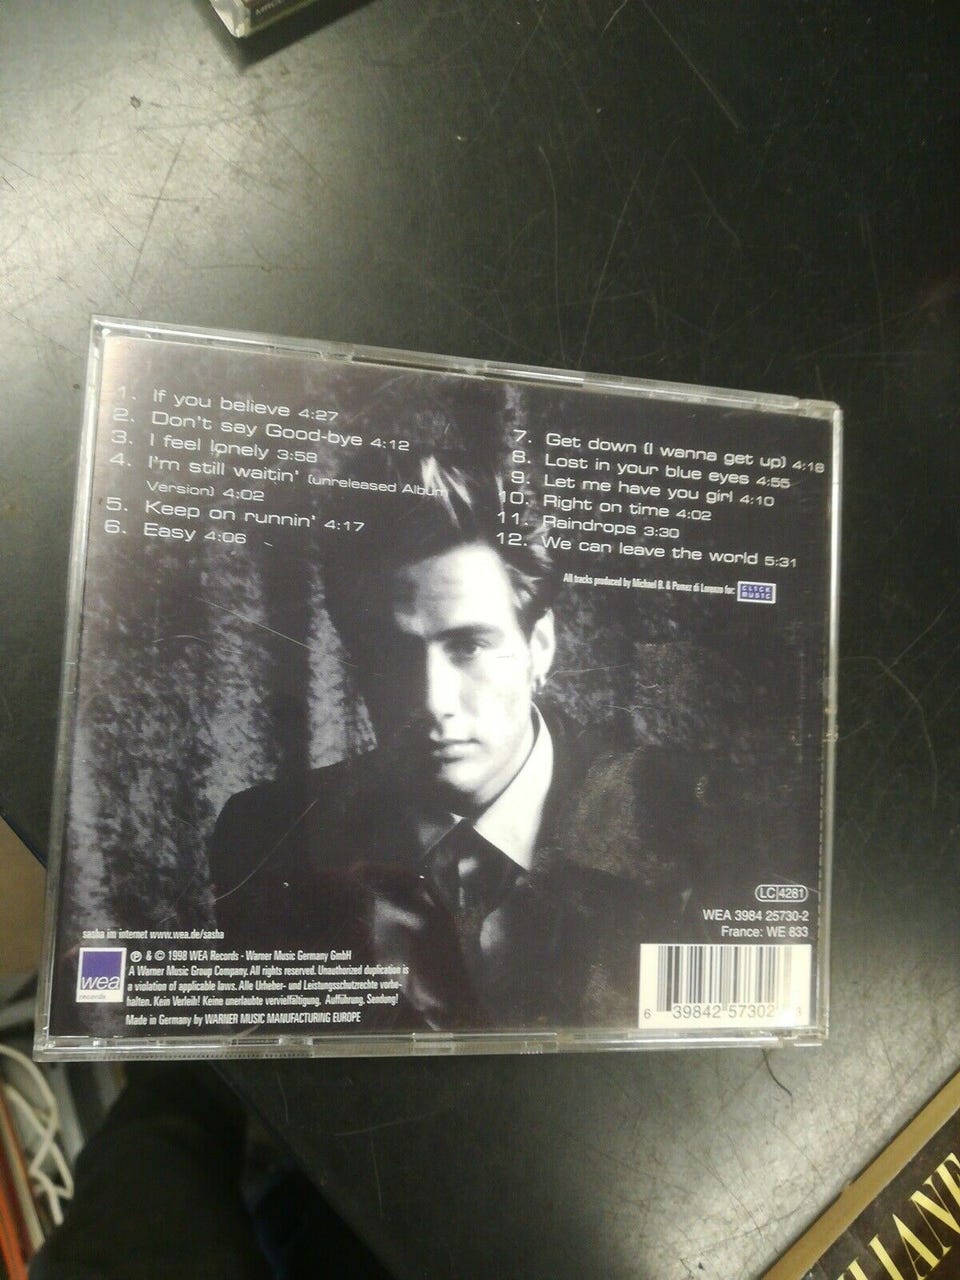 1. If you believe 4:27
2. Don't say Good-bye 4:12
3. I feel lonely 3:58
4. I'm still waitin' (unreleased Album
Version) 4:02
5. Keep on runnin' 4:17
6. Easy 4:06
7. Get down (I wanna get up) 4:18
8. Lost in your blue eyes 4:55
9. Let me have you girl 4:10
10. Right on time 4:02
11. Raindrops 3:30
12. We can leave the world 5:31
All tracks produced by Michael B. & Pomez di Lorenzo for:
CLICK
MUSIC
LC 4281
WEA 3984 25730-2
France: WE 833
sasha im internet www.wea.de/sasha
wea
records
℗ & © 1998 WEA Records - Warner Music Germany GmbH
A Warner Music Group Company. All rights reserved. Unauthorized duplication is
a violation of applicable laws. Alle Urheber- und Leistungsschutzrechte vorbe-
halten. Kein Verleih! Keine unerlaubte vervielfältigung, Aufführung, Sendung!
Made in Germany by WARNER MUSIC MANUFACTURING EUROPE
6 39842 57302